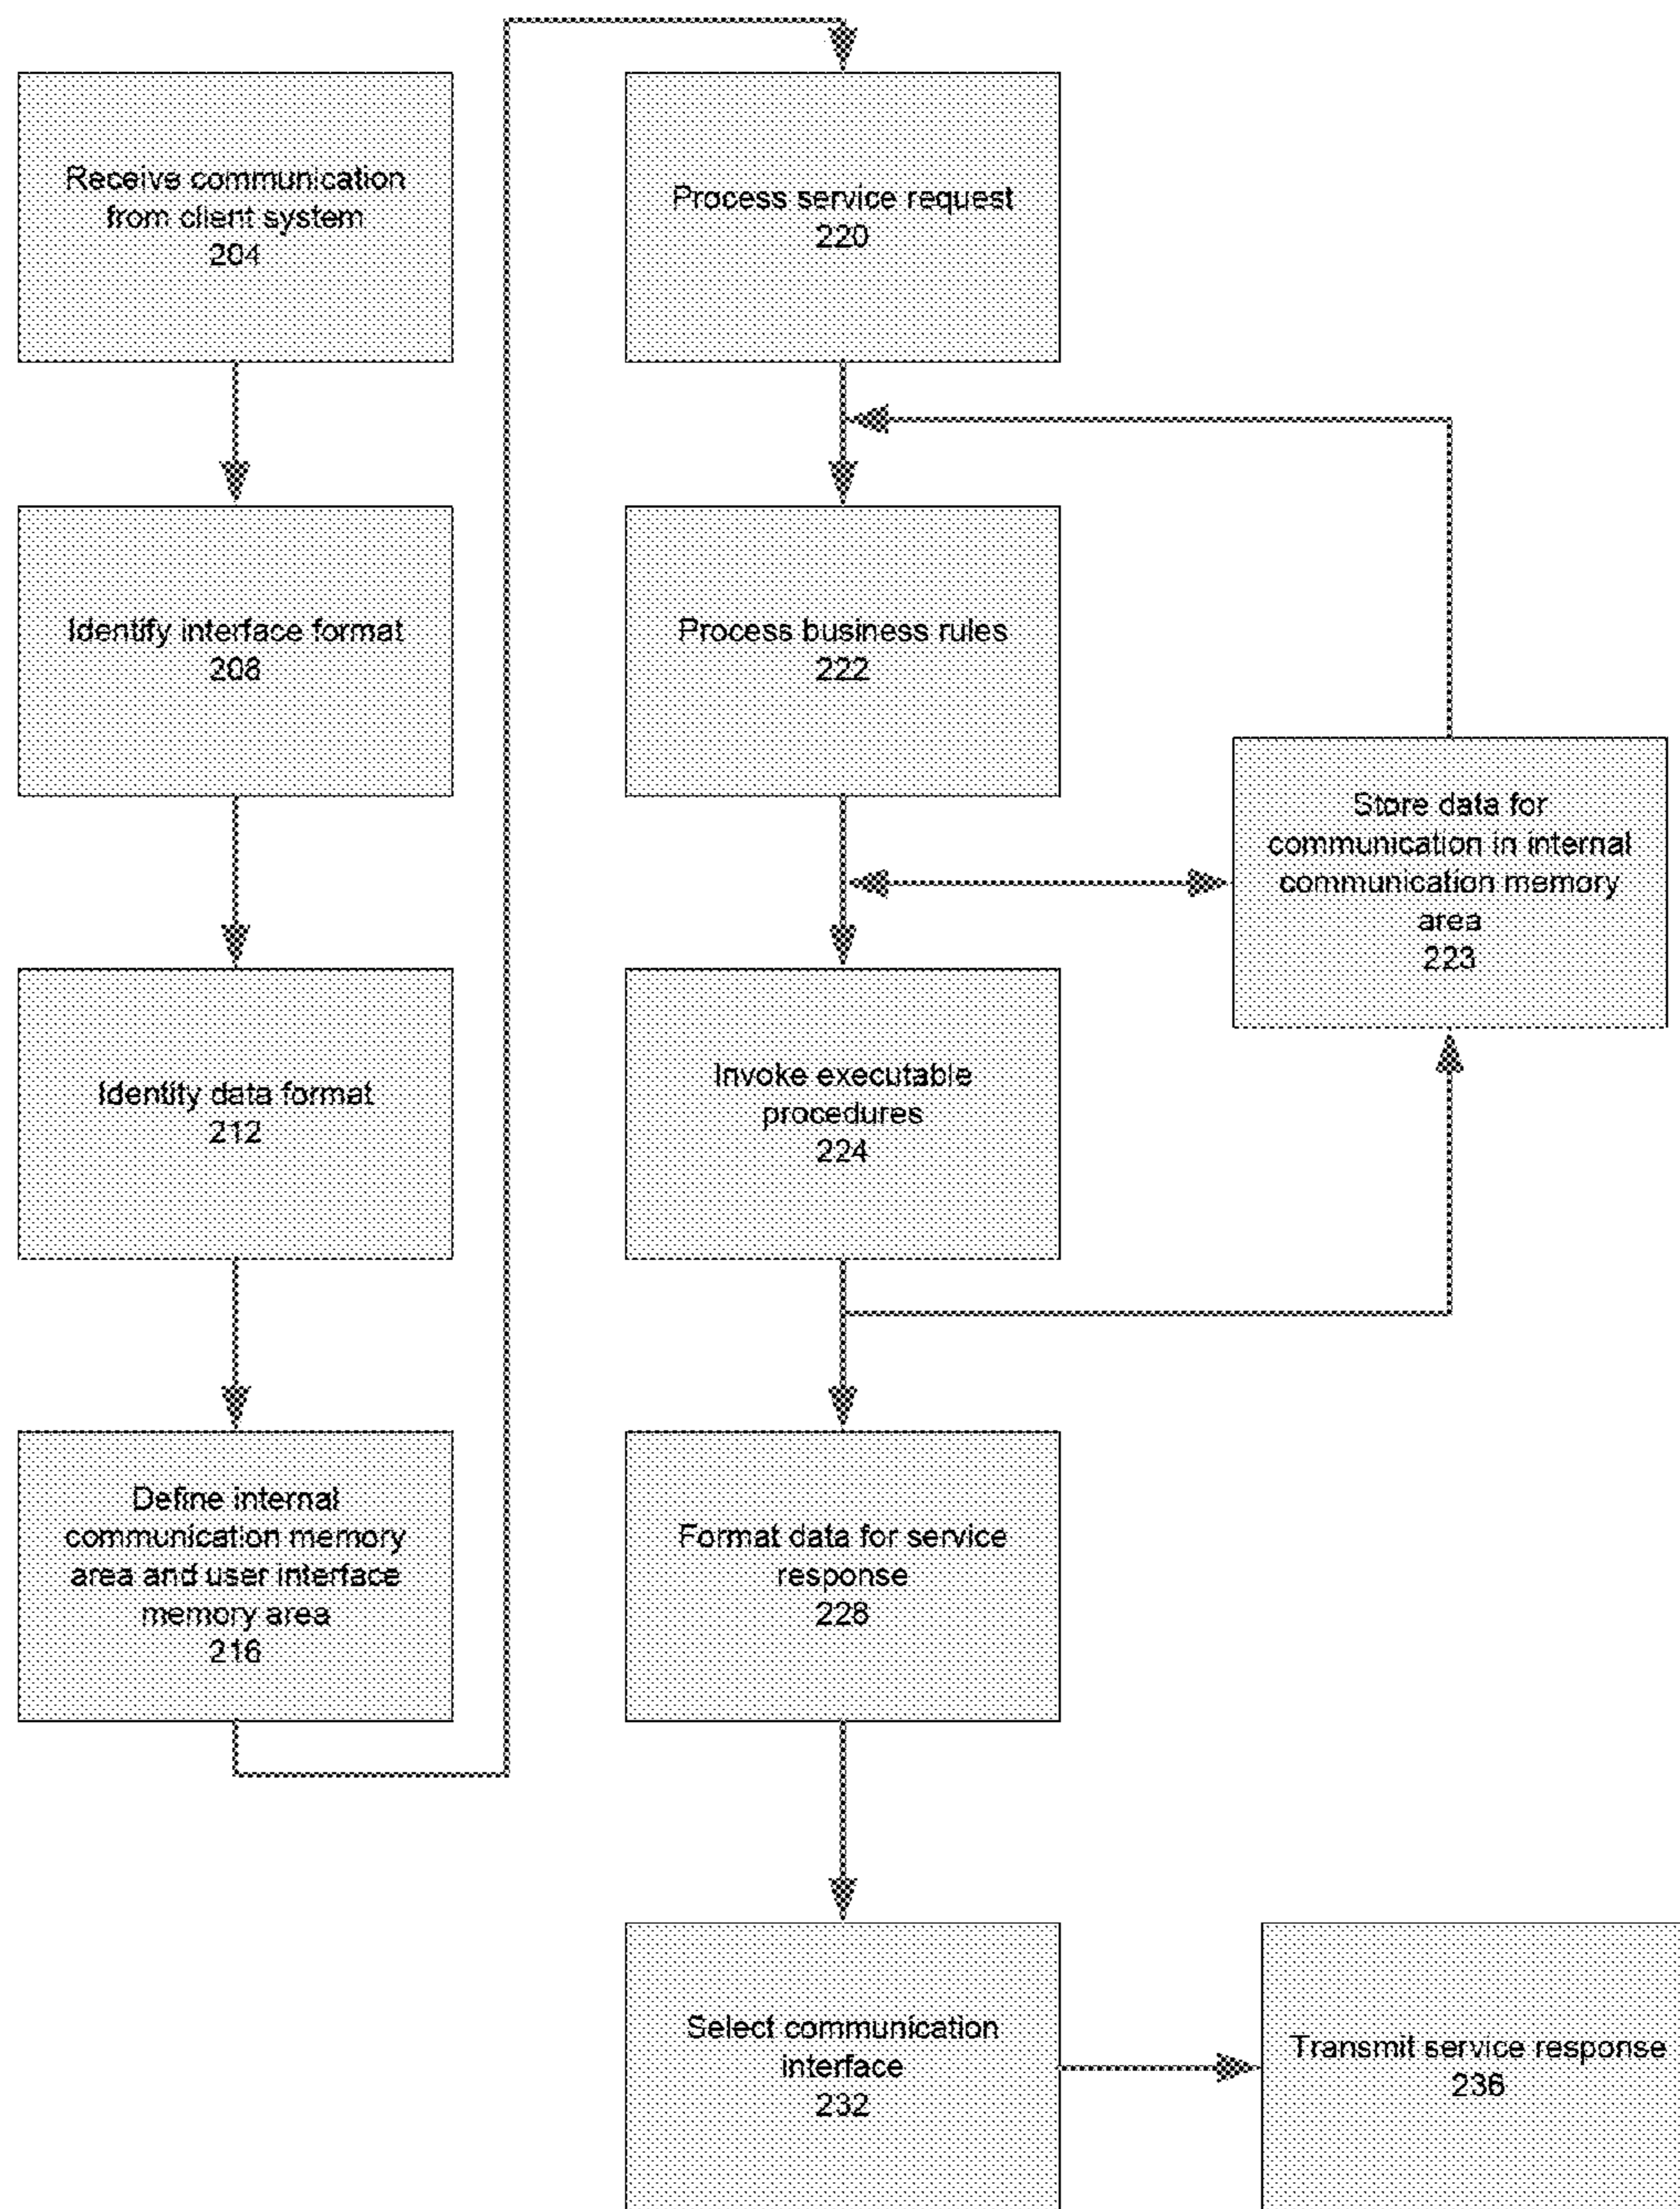 Receive communication
from client system
204
Identify interface format
208
Identify data format
212
Define internal
communication memory
area and user interface
memory area
216
Process service request
220
Process business rules
222
Store data for
communication in internal
communication memory
area
223
Invoke executable
procedures
224
Format data for service
response
228
Select communication
interface
232
Transmit service response
236